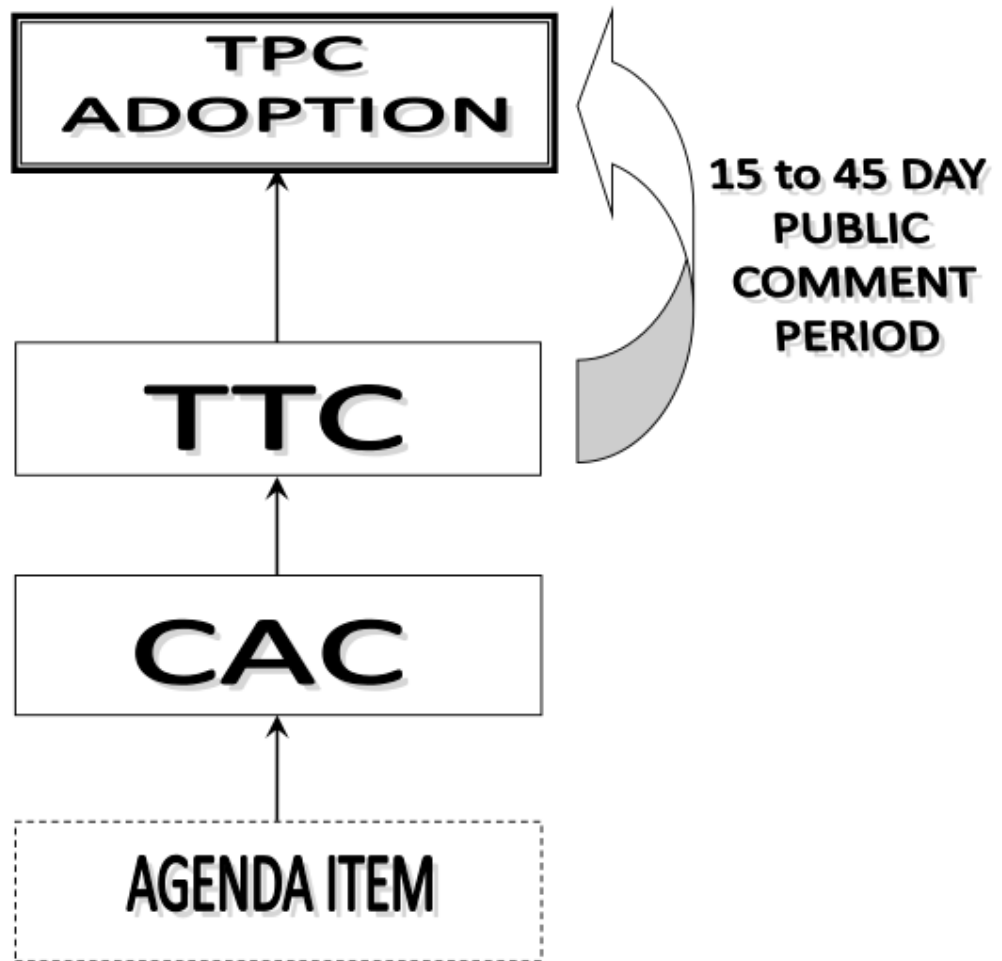 TPC
ADOPTION
15 to 45 DAY
PUBLIC
COMMENT
PERIOD
TTC
CAC
AGENDA ITEM